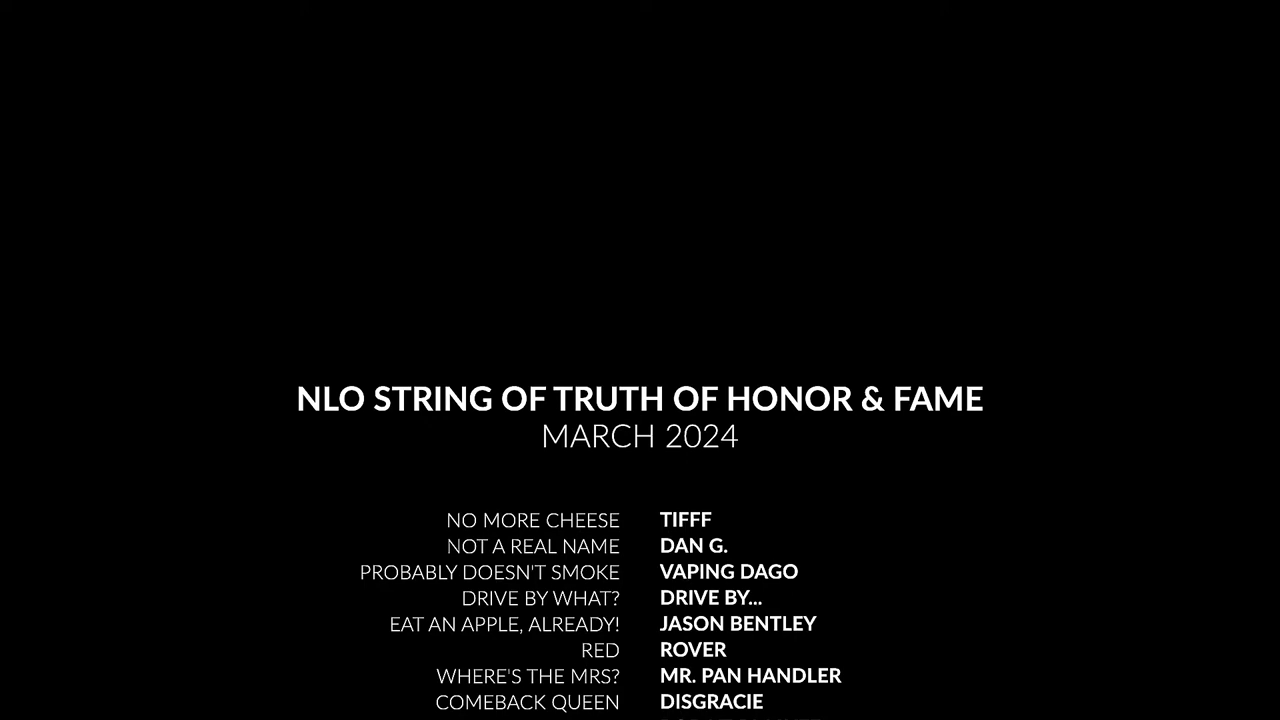 NLO STRING OF TRUTH OF HONOR & FAME
MARCH 2024
NO MORE CHEESE TIFFF
NOT A REAL NAME DAN G.
PROBABLY DOESN'T SMOKE VAPING DAGO
DRIVE BY WHAT? DRIVE BY...
EAT AN APPLE, ALREADY! JASON BENTLEY
RED ROVER
WHERE'S THE MRS? MR. PAN HANDLER
COMEBACK QUEEN DISGRACIE